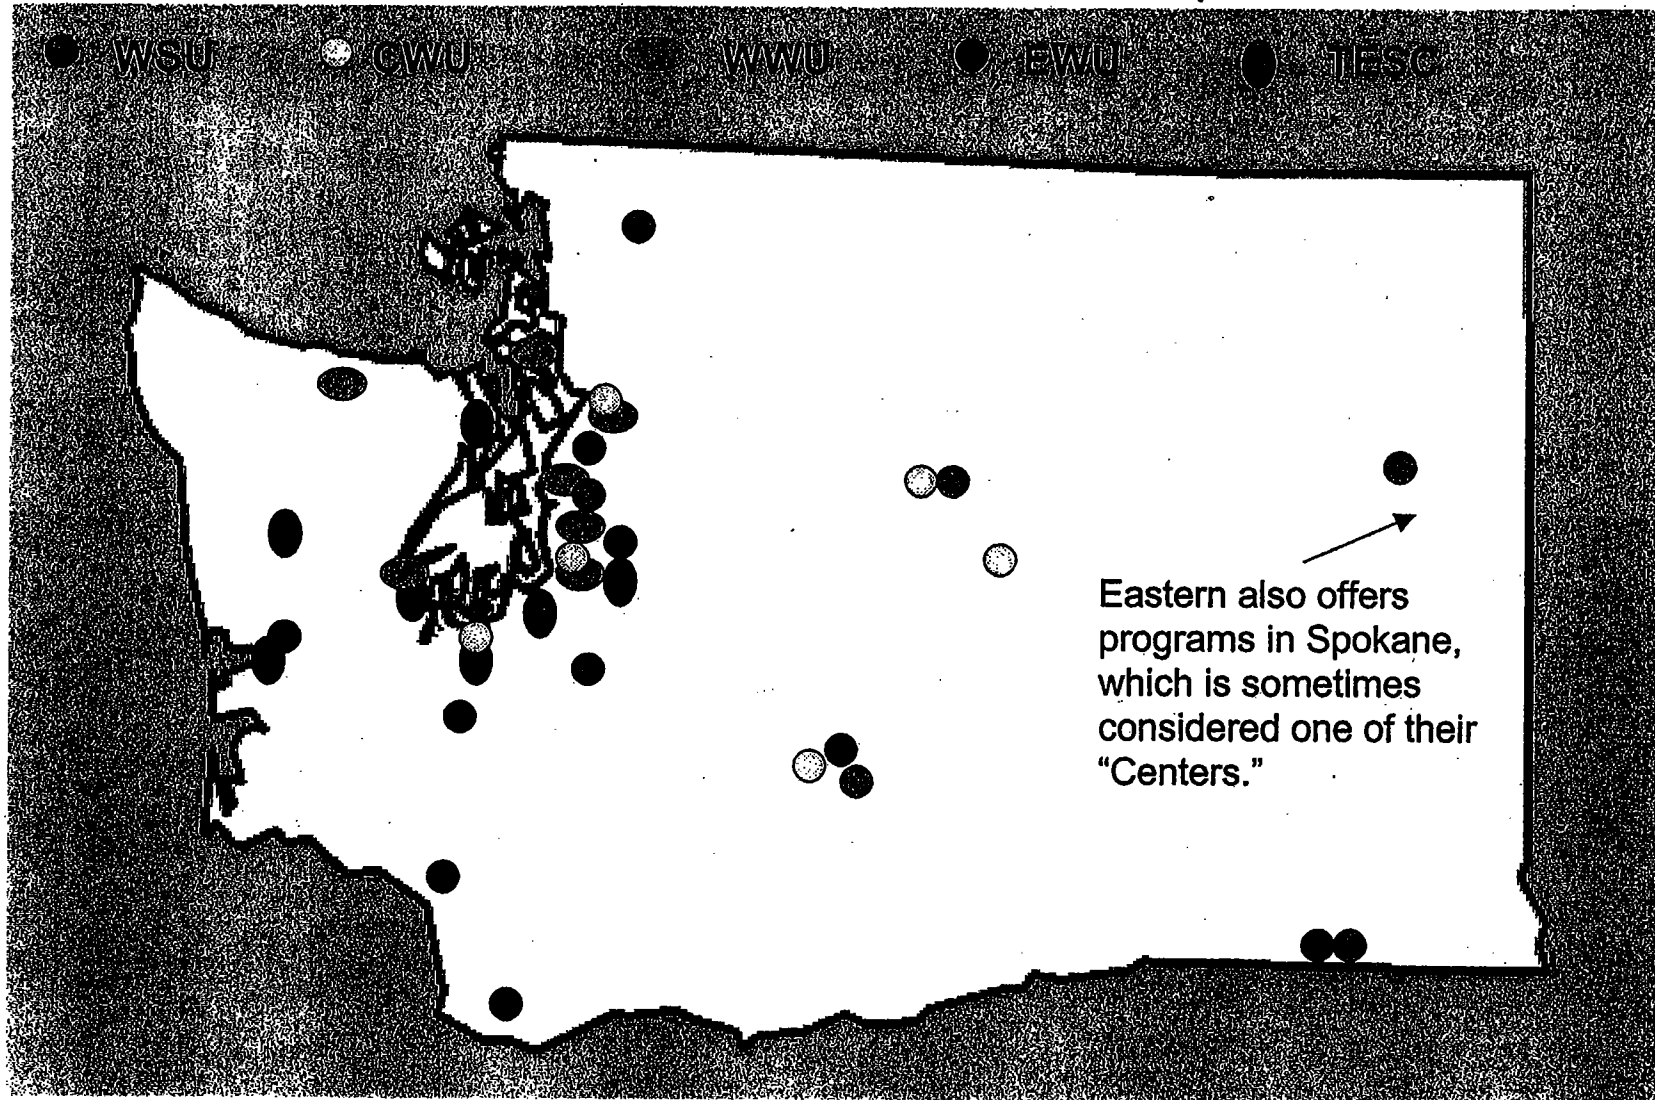 WSU CWU WWU EWU TESC
Eastern also offers
programs in Spokane,
which is sometimes
considered one of their
“Centers.”